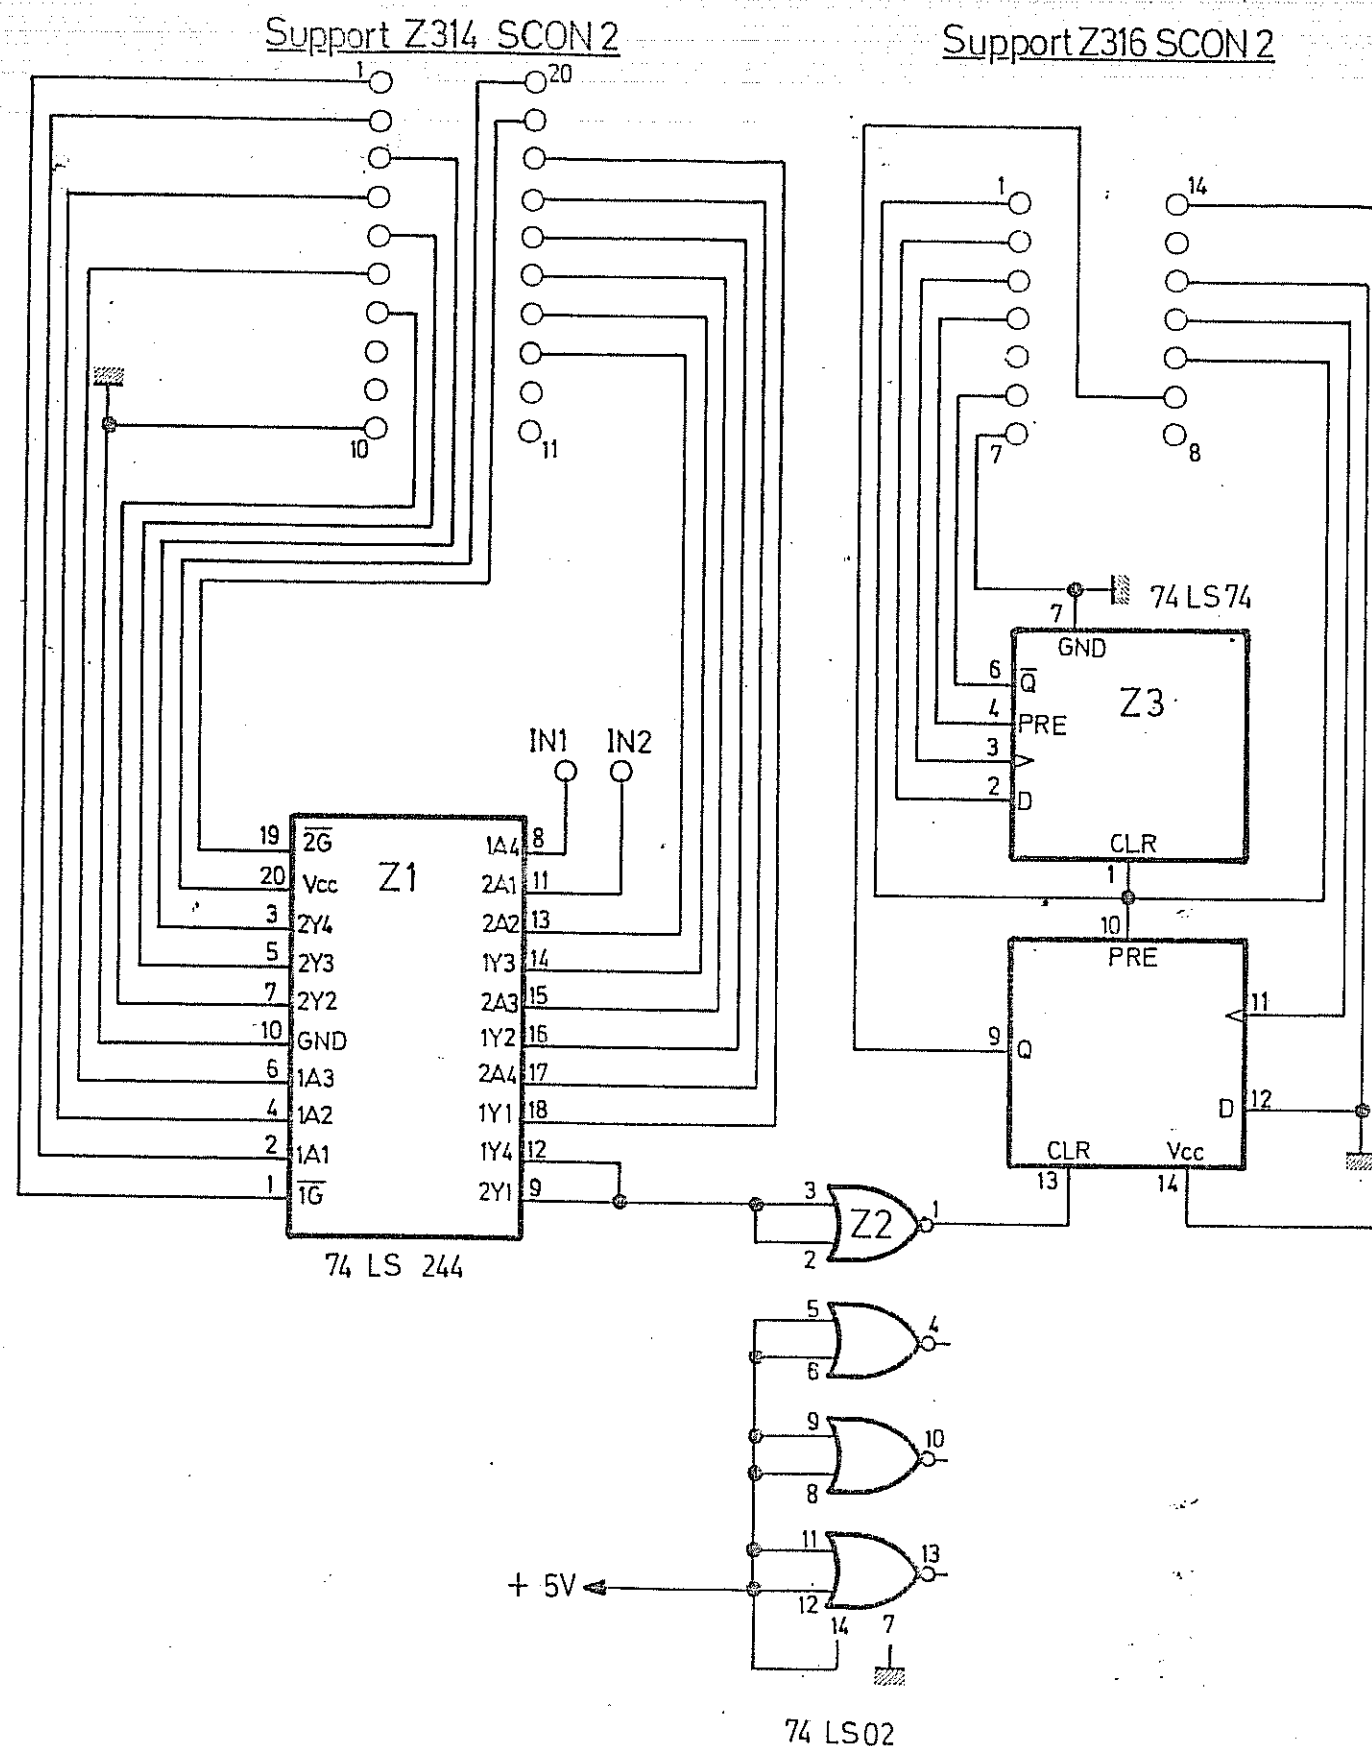 Support Z314 SCON 2
Support Z316 SCON 2
1
20
10
11
1
14
7
8
74 LS 74
7
GND
Z3
6 Q̅
4 PRE
3
2 D
CLR
1
10
PRE
11
9 Q
D 12
CLR
Vcc
13
14
IN1 IN2
Z1
19 2G̅
20 Vcc
3 2Y4
5 2Y3
7 2Y2
10 GND
6 1A3
4 1A2
2 1A1
1 1G̅
1A4 8
2A1 11
2A2 13
1Y3 14
2A3 15
1Y2 16
2A4 17
1Y1 18
1Y4 12
2Y1 9
74 LS 244
3
Z2
1
2
5
4
6
9
10
8
11
13
+ 5V
12
14
7
74 LS02